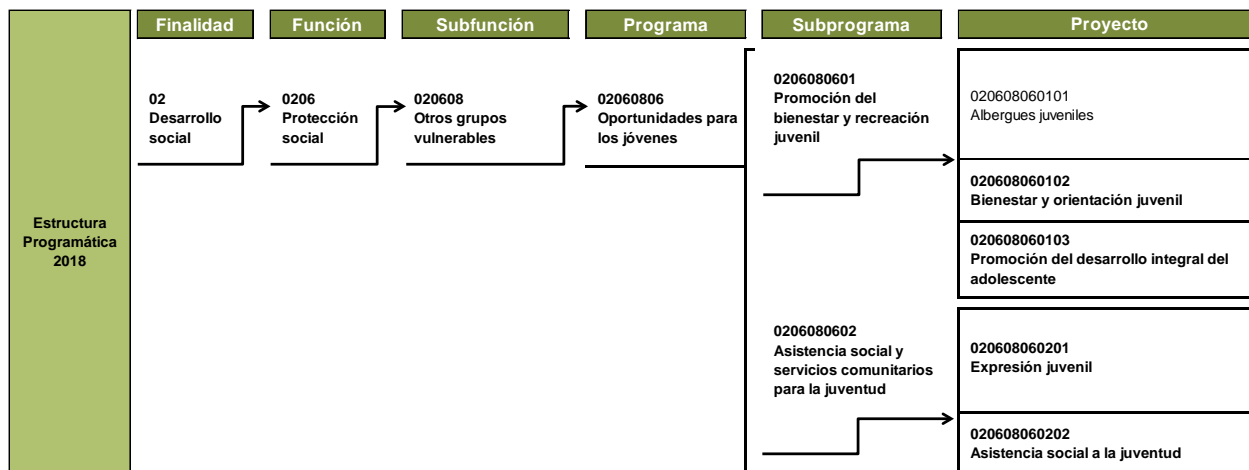 Finalidad
Función
Subfunción
Programa
Subprograma
Proyecto
Estructura
Programática
2018
02
Desarrollo
social
0206
Protección
social
020608
Otros grupos
vulnerables
02060806
Oportunidades para
los jóvenes
0206080601
Promoción del
bienestar y recreación
juvenil
020608060101
Albergues juveniles
020608060102
Bienestar y orientación juvenil
020608060103
Promoción del desarrollo integral del
adolescente
0206080602
Asistencia social y
servicios comunitarios
para la juventud
020608060201
Expresión juvenil
020608060202
Asistencia social a la juventud